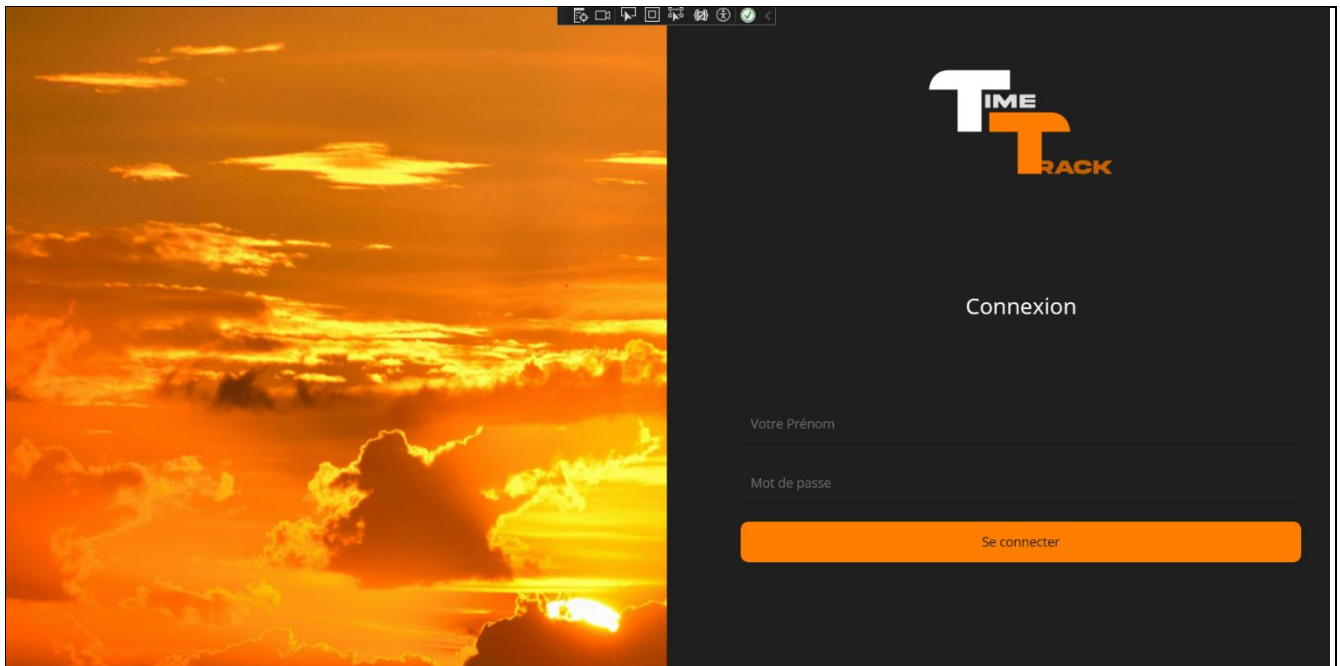 TIME
TRACK
Connexion
Votre Prénom
Mot de passe
Se connecter